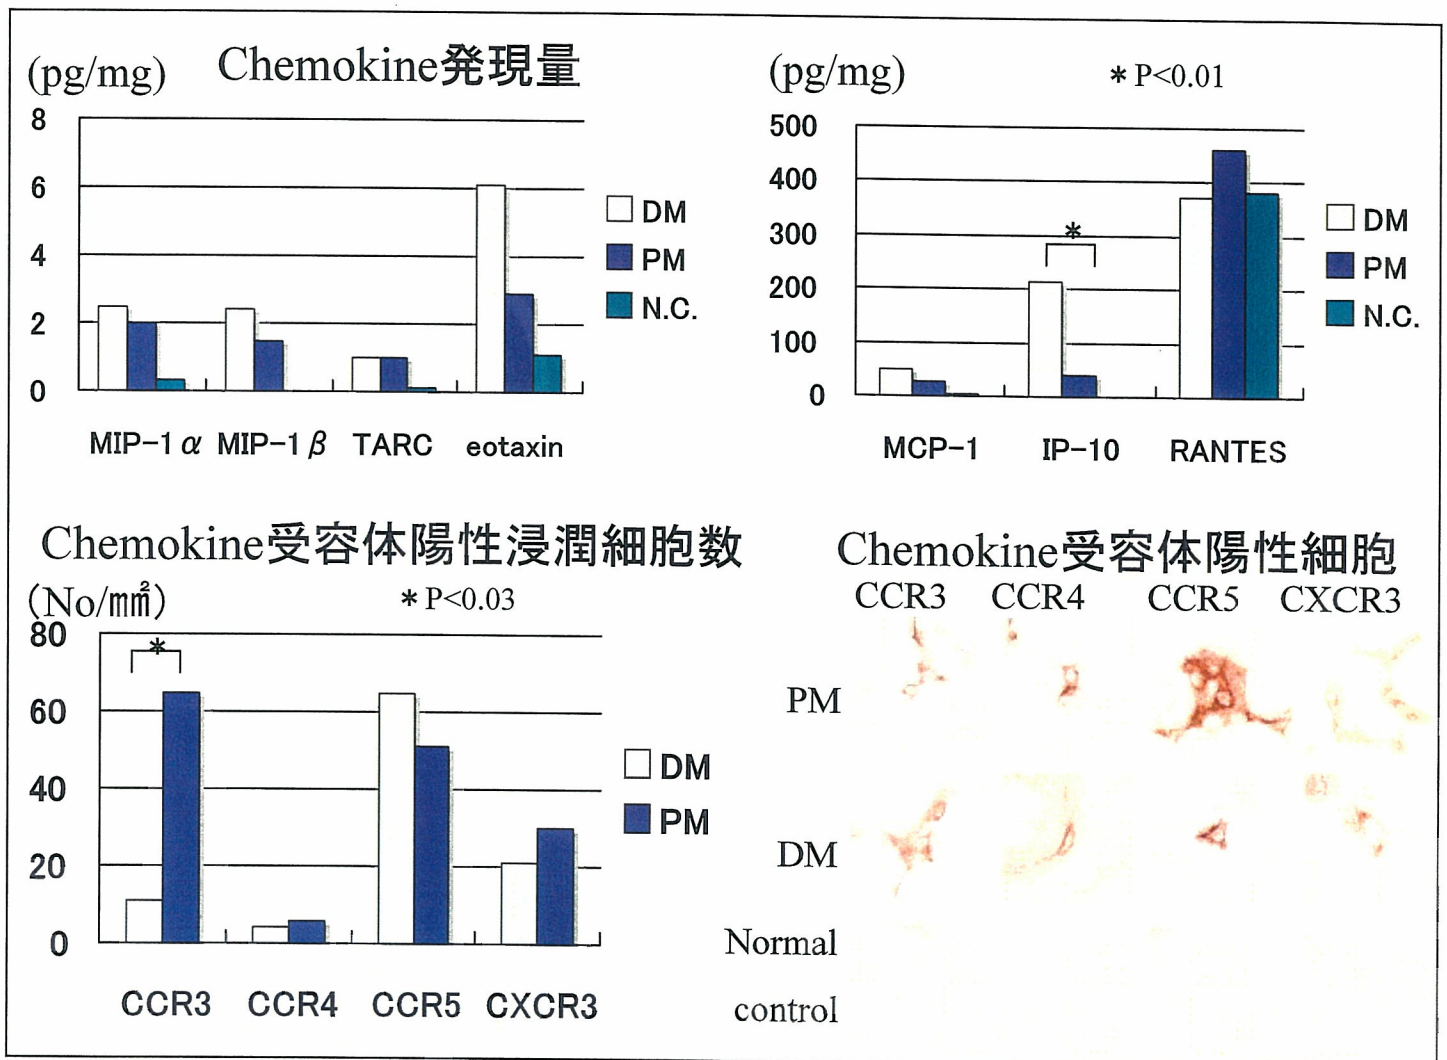 Chemokine発現量
(pg/mg)
8
6
4
2
0
DM
PM
N.C.
MIP-1α MIP-1β TARC eotaxin
(pg/mg)
* P<0.01
500
400
300
200
100
0
*
DM
PM
N.C.
MCP-1 IP-10 RANTES
Chemokine受容体陽性浸潤細胞数
(No/m㎡)
* P<0.03
80
60
40
20
0
*
DM
PM
CCR3 CCR4 CCR5 CXCR3
Chemokine受容体陽性細胞
CCR3 CCR4 CCR5 CXCR3
PM
DM
Normal
control